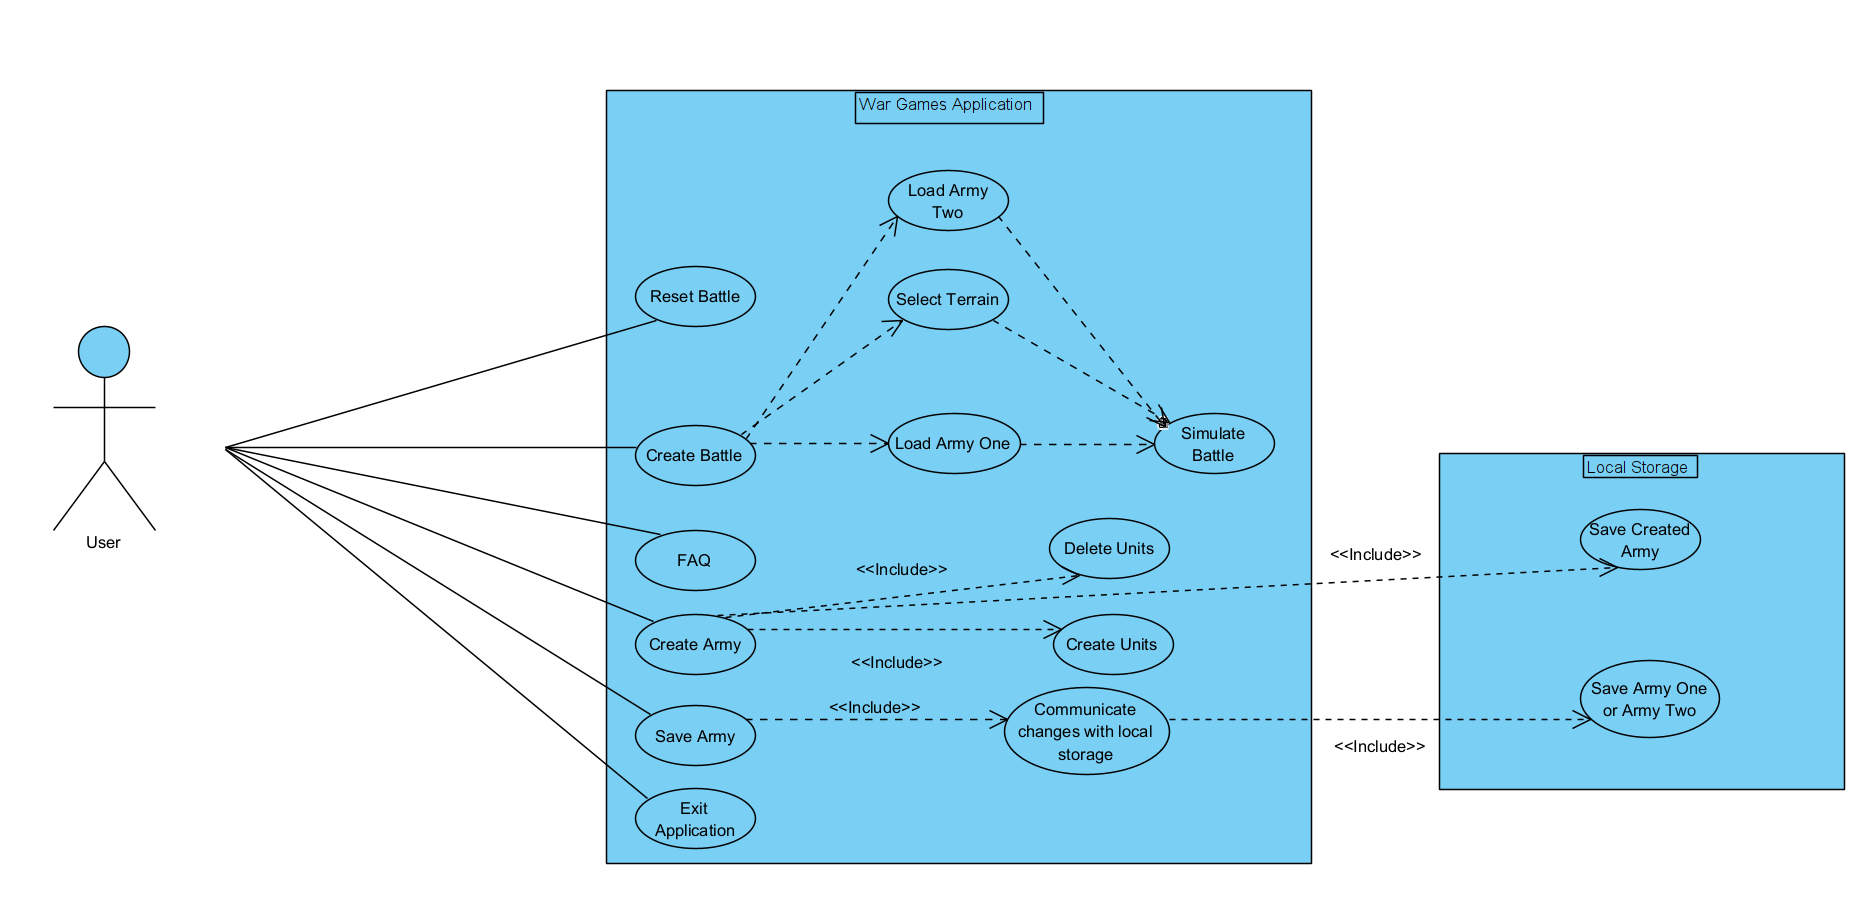 War Games Application
Load Army
Two
Reset Battle
Select Terrain
Create Battle
Load Army One
Simulate
Battle
User
FAQ
Delete Units
<<Include>>
Create Army
Create Units
<<Include>>
Save Army
<<Include>>
Communicate
changes with local
storage
Exit
Application
<<Include>>
<<Include>>
Local Storage
Save Created
Army
Save Army One
or Army Two